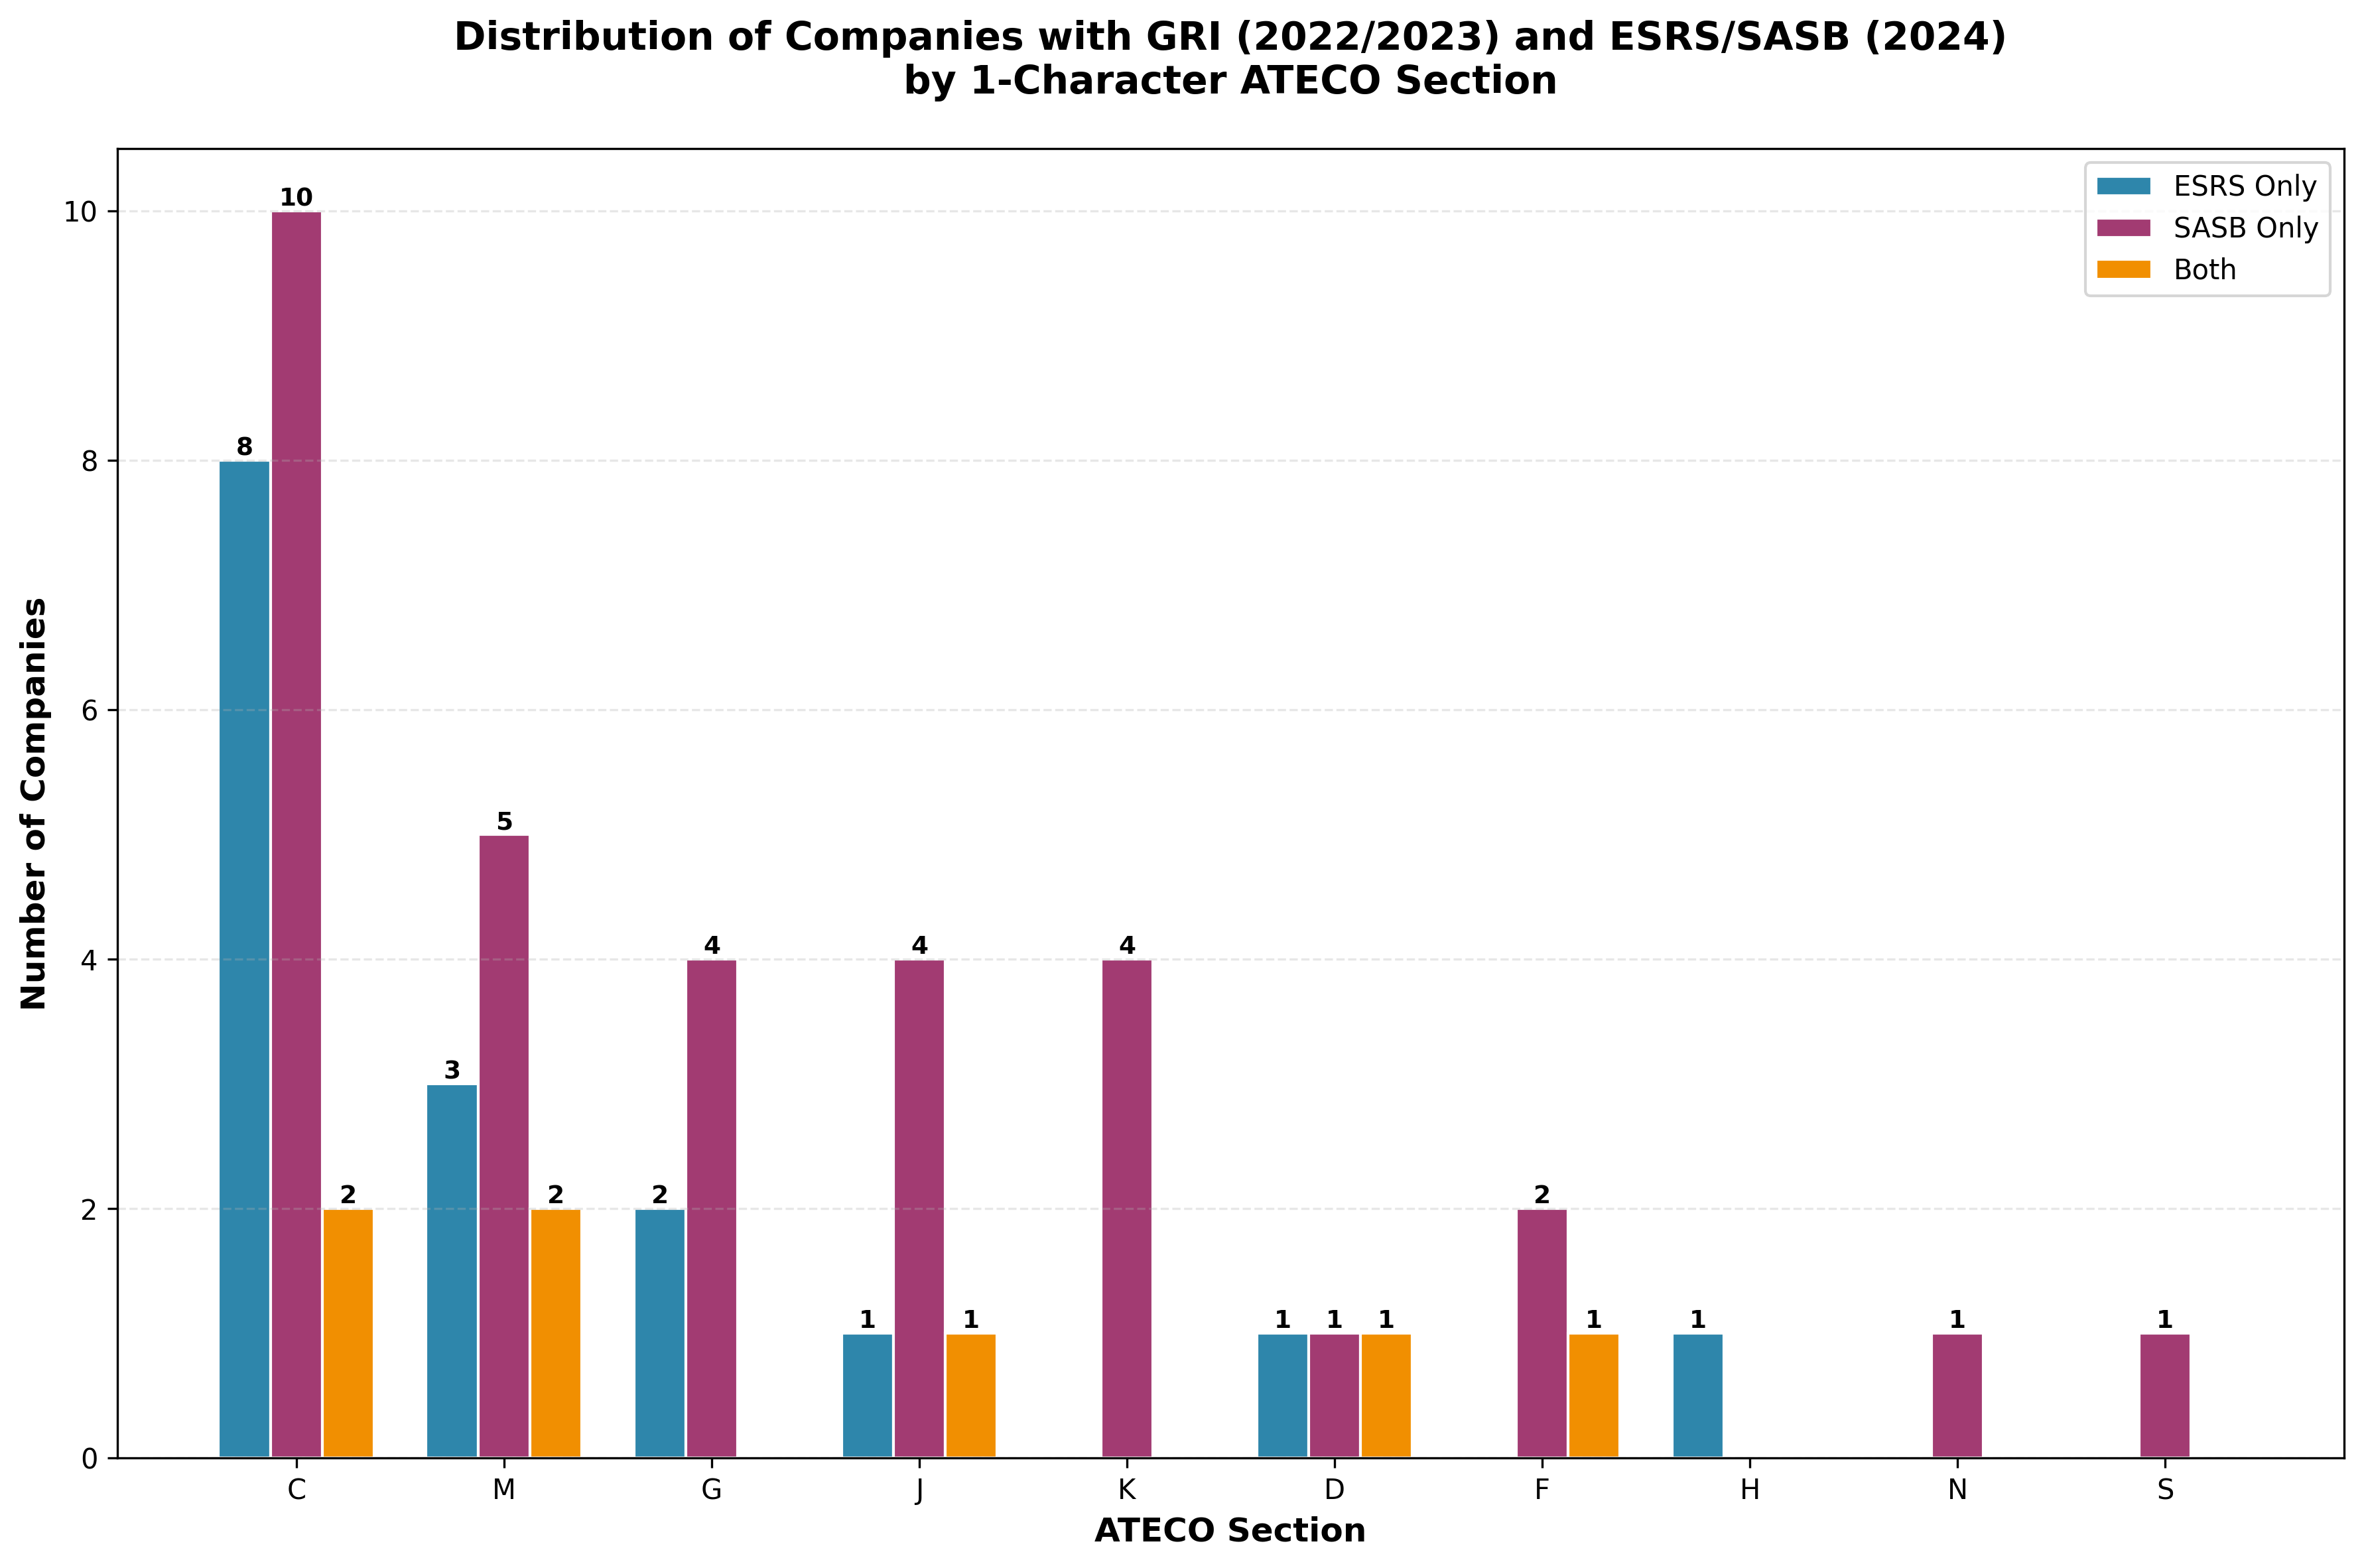 Distribution of Companies with GRI (2022/2023) and ESRS/SASB (2024)
by 1-Character ATECO Section
ESRS Only
SASB Only
Both
Number of Companies
10
8
6
4
2
0
8 10 2
3 5 2
2 4
1 4 1
4
1 1 1
2 1
1
1
1
C M G J K D F H N S
ATECO Section